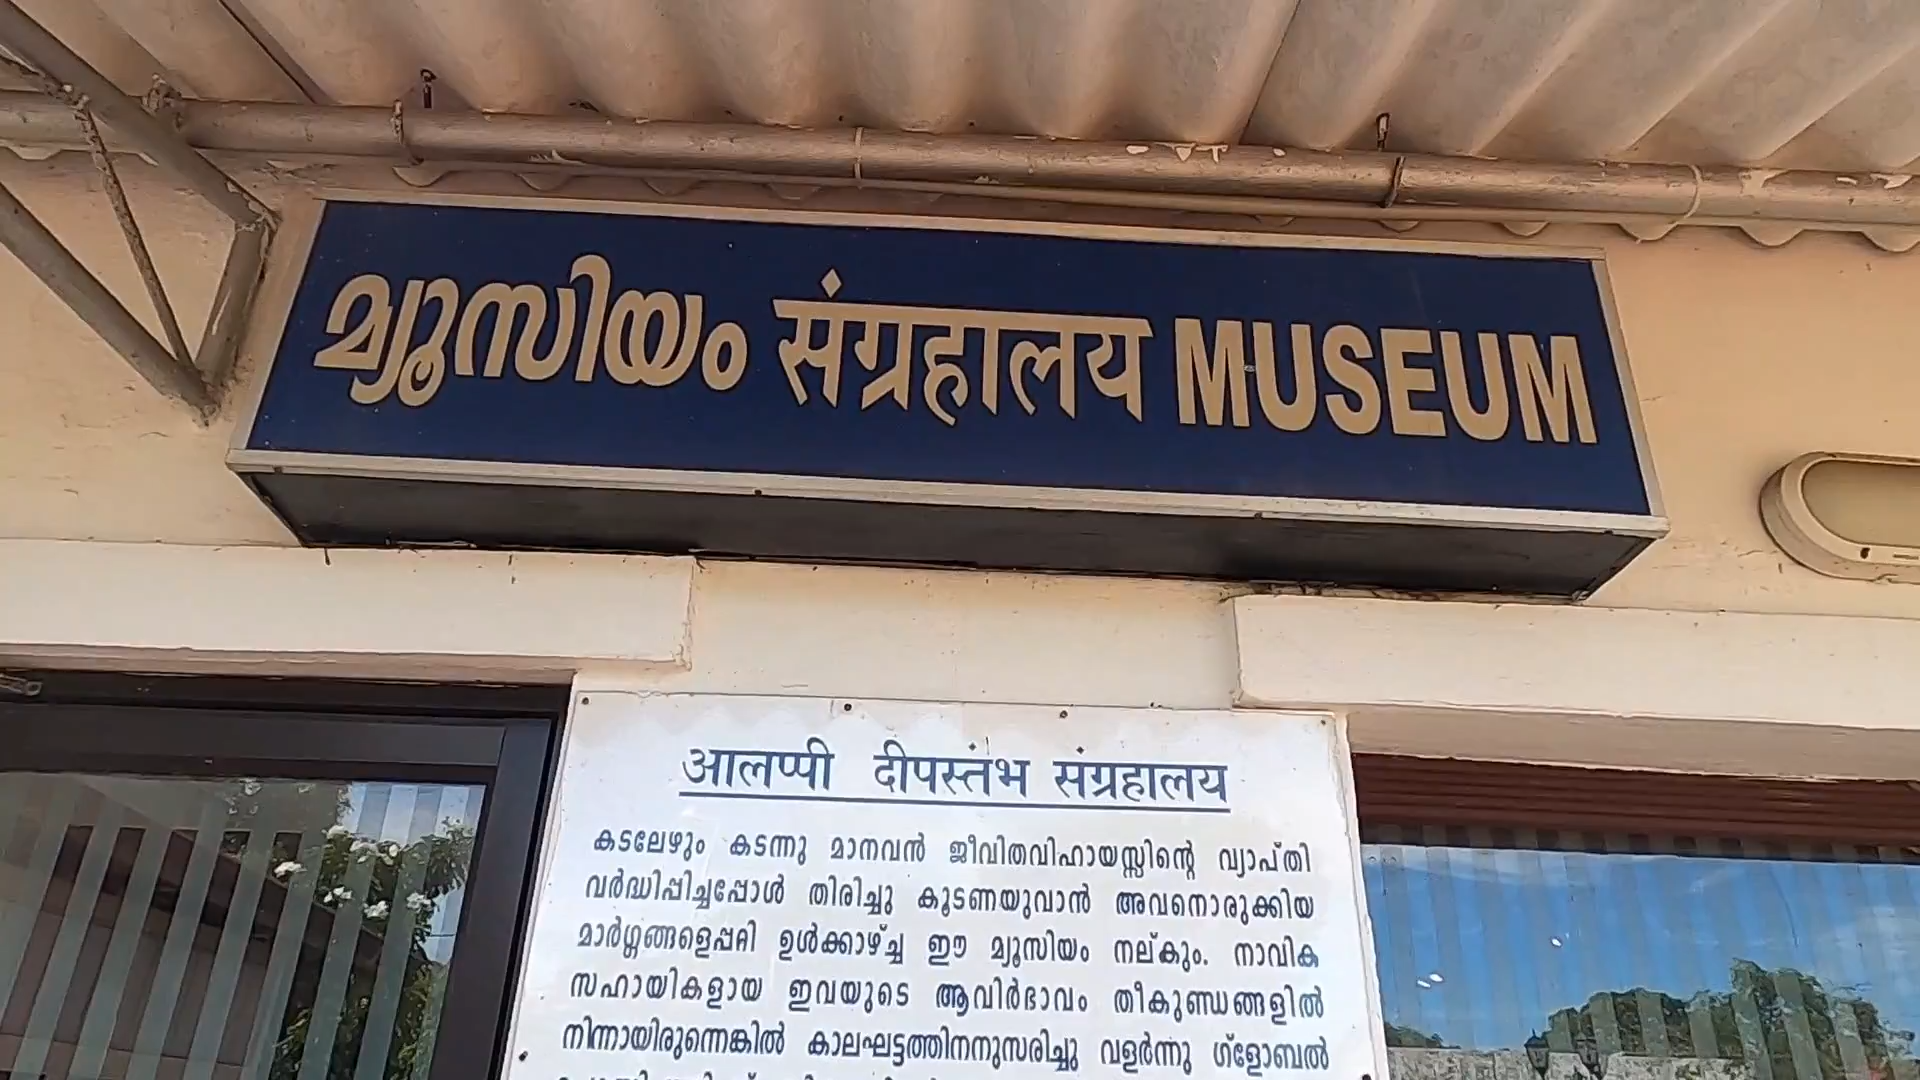 മ്യൂസിയം संग्रहालय MUSEUM
आलप्पी दीपस्तंभ संग्रहालय
കടലേഴും കടന്നു മാനവൻ ജീവിതവിഹായസ്സിന്റെ വ്യാപ്തി
വർദ്ധിപ്പിച്ചപ്പോൾ തിരിച്ചു കൂടണയുവാൻ അവനൊരുക്കിയ
മാർഗ്ഗങ്ങളെപ്പറ്റി ഉൾക്കാഴ്ച്ച ഈ മ്യൂസിയം നല്കും. നാവിക
സഹായികളായ ഇവയുടെ ആവിർഭാവം തീകുണ്ഡങ്ങളിൽ
നിന്നായിരുന്നെങ്കിൽ കാലഘട്ടത്തിനനുസരിച്ചു വളർന്നു ഗ്ളോബൽ